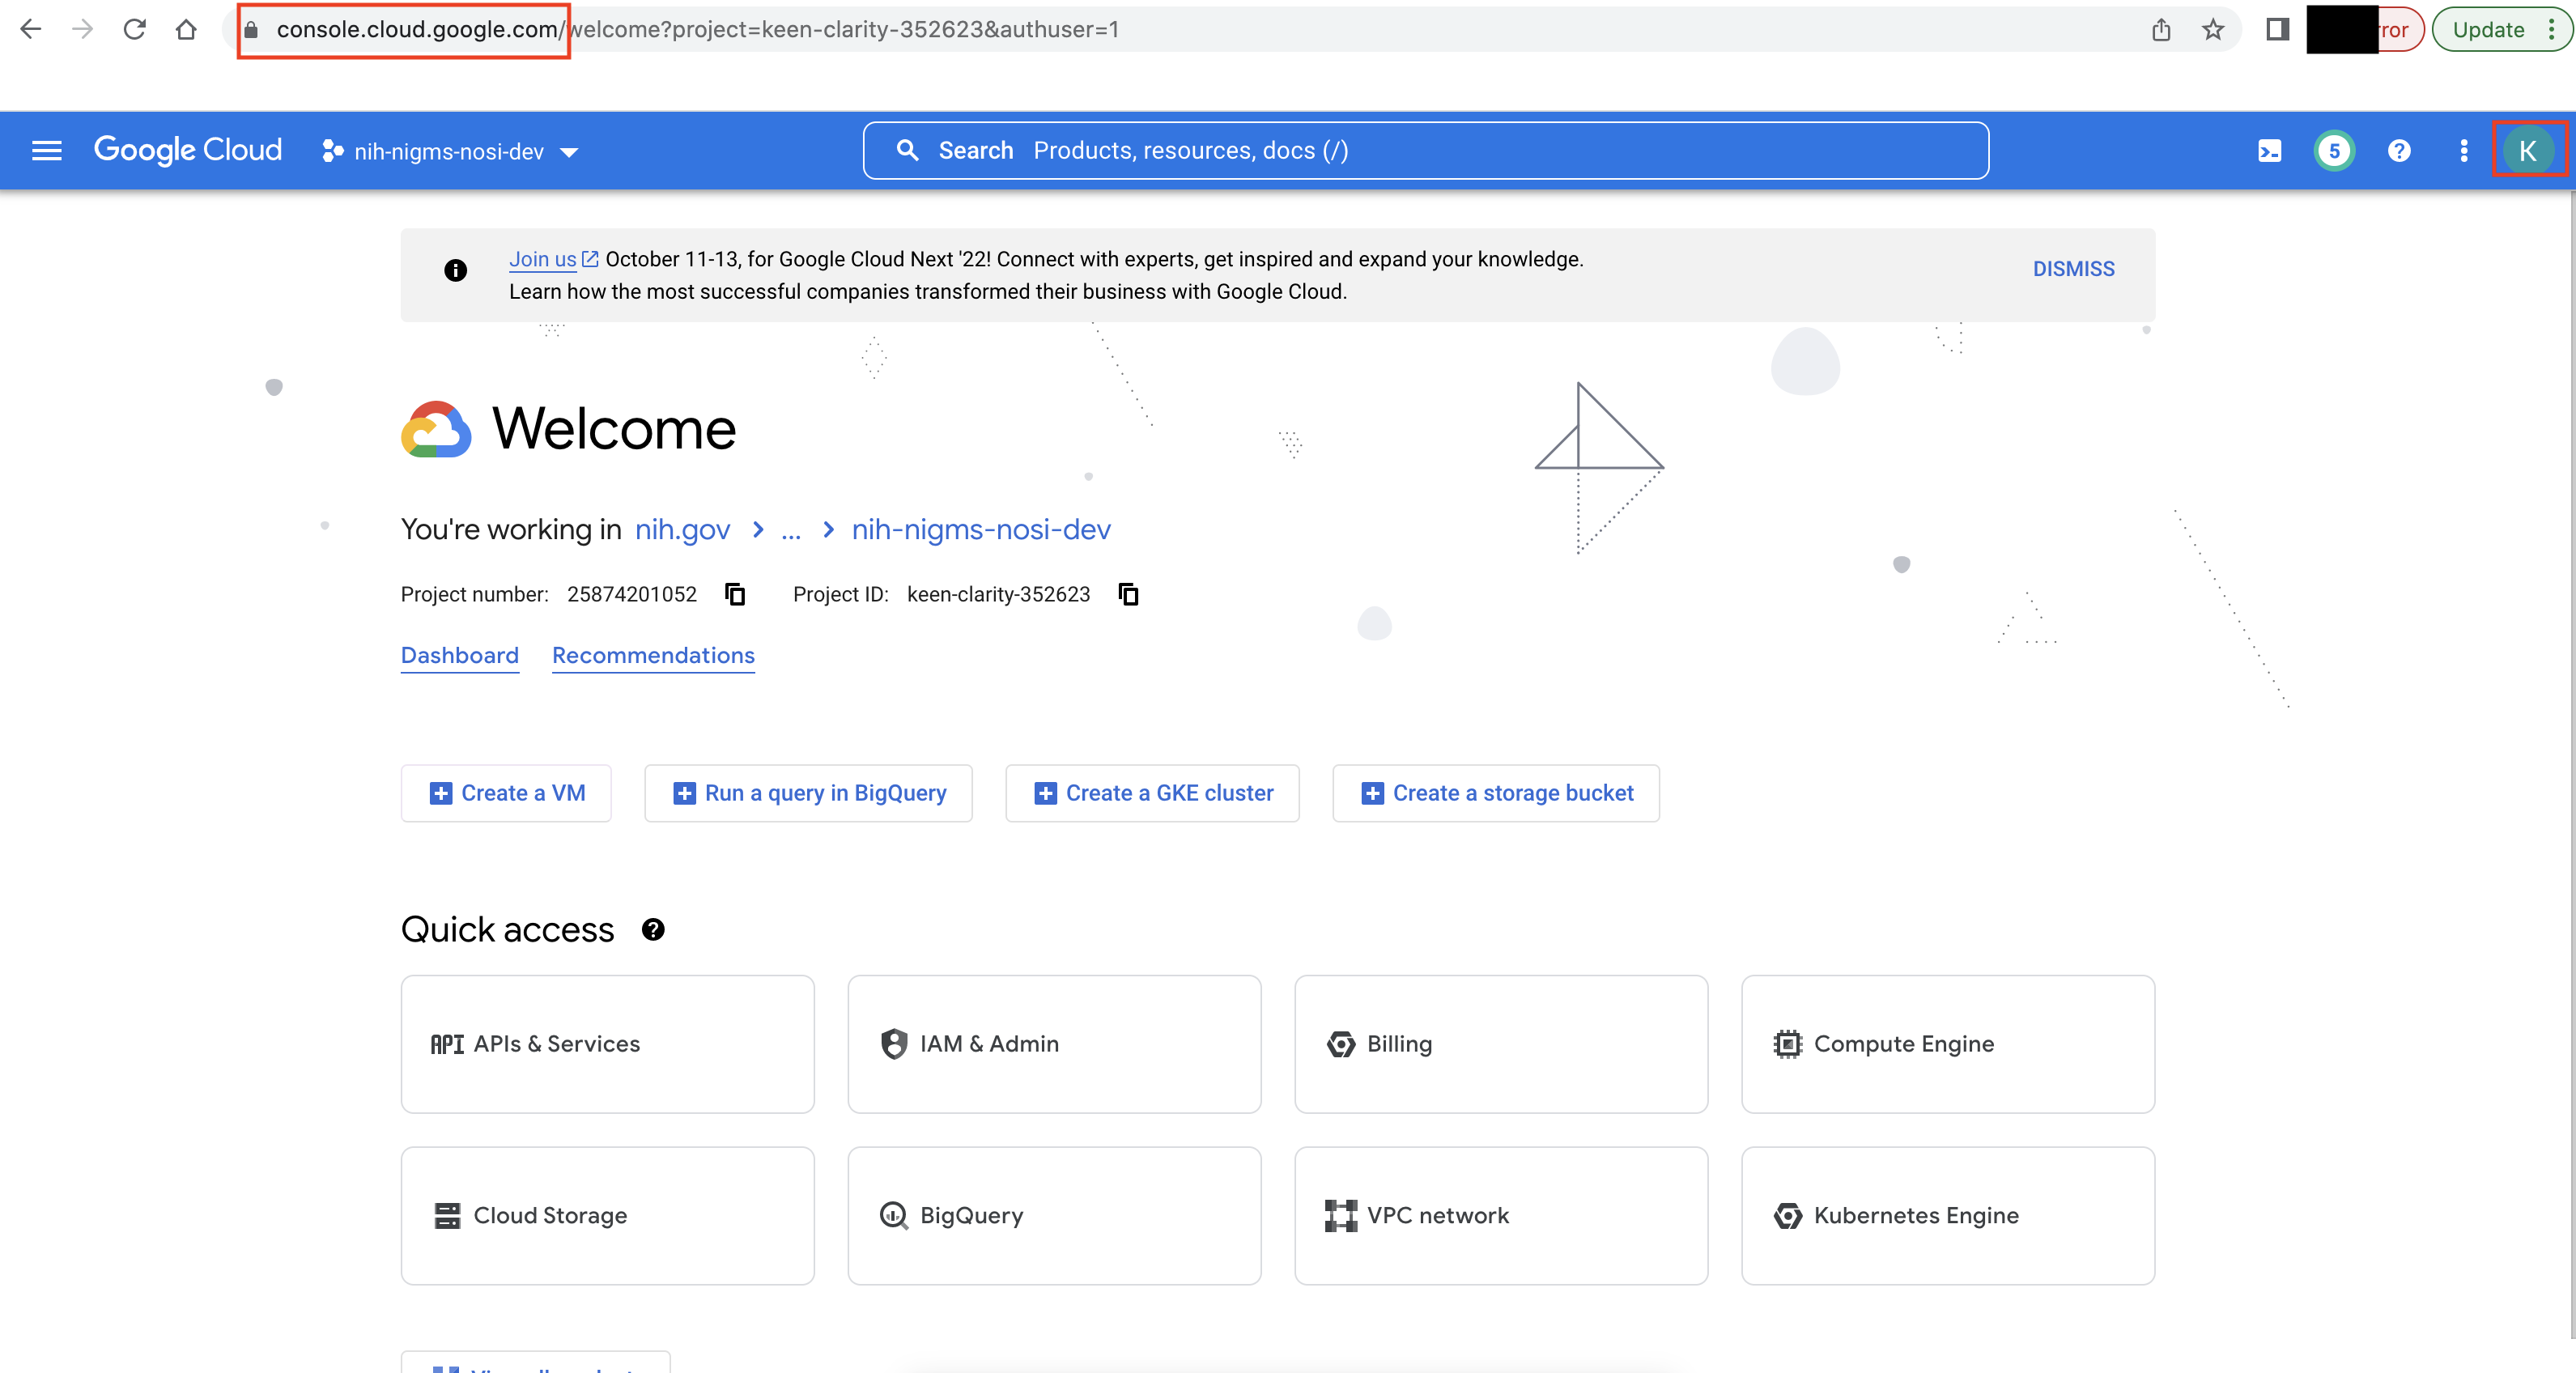 console.cloud.google.com/welcome?project=keen-clarity-352623&authuser=1
Update
Google Cloud
nih-nigms-nosi-dev
Search Products, resources, docs (/)
5
K
Join us October 11-13, for Google Cloud Next '22! Connect with experts, get inspired and expand your knowledge.
Learn how the most successful companies transformed their business with Google Cloud.
DISMISS
Welcome
You're working in nih.gov > ... > nih-nigms-nosi-dev
Project number: 25874201052 Project ID: keen-clarity-352623
Dashboard Recommendations
Create a VM
Run a query in BigQuery
Create a GKE cluster
Create a storage bucket
Quick access
API APIs & Services
IAM & Admin
Billing
Compute Engine
Cloud Storage
BigQuery
VPC network
Kubernetes Engine